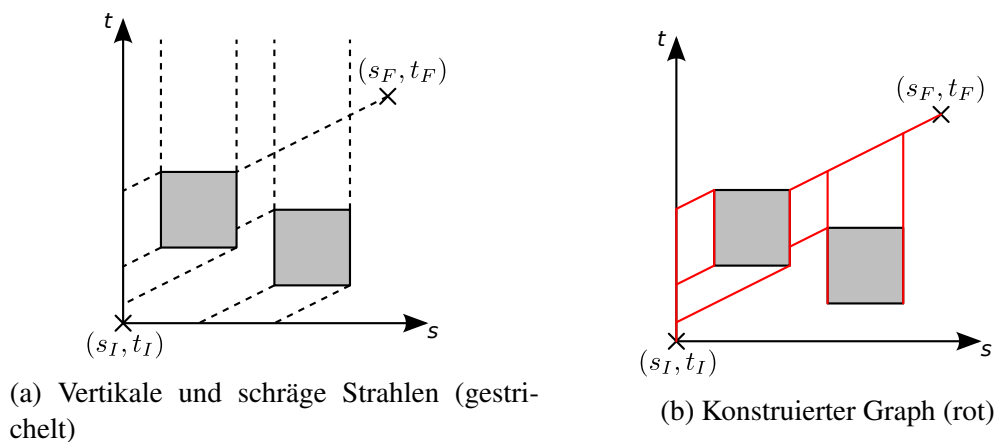 t
(s_F, t_F)
(s_I, t_I)
s
(a) Vertikale und schräge Strahlen (gestri-
chelt)
t
(s_F, t_F)
(s_I, t_I)
s
(b) Konstruierter Graph (rot)